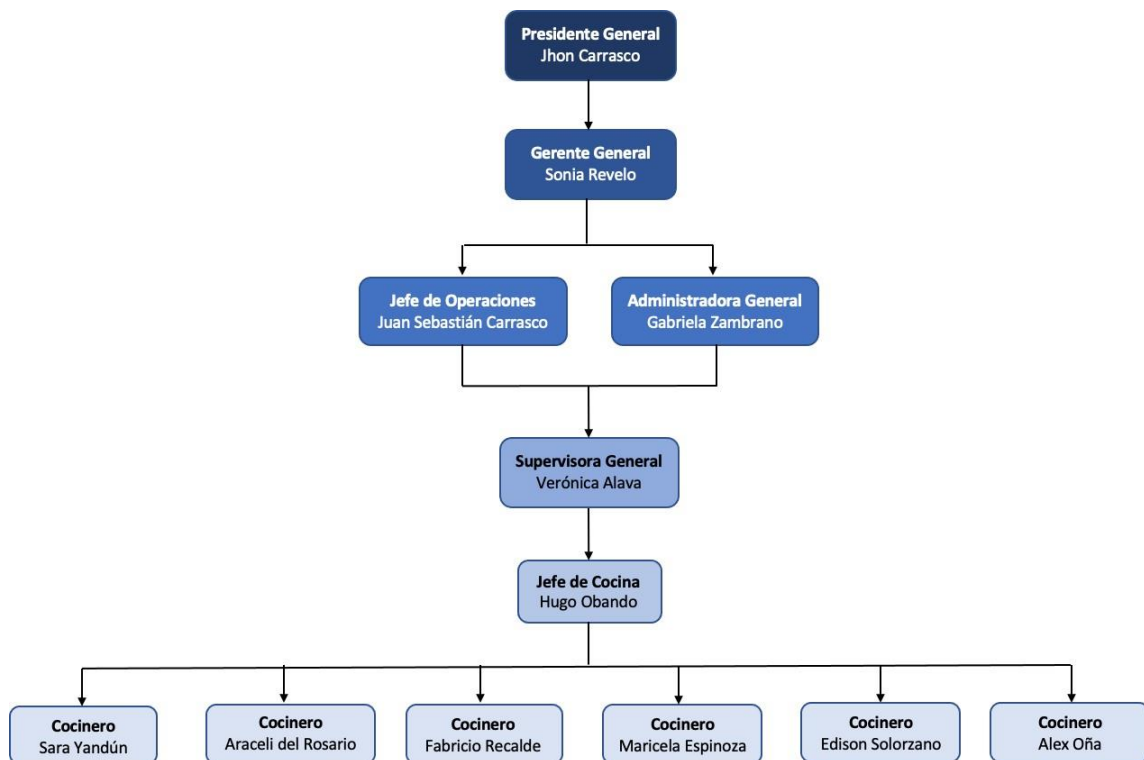 Presidente General
Jhon Carrasco
Gerente General
Sonia Revelo
Jefe de Operaciones
Juan Sebastián Carrasco
Administradora General
Gabriela Zambrano
Supervisora General
Verónica Alava
Jefe de Cocina
Hugo Obando
Cocinero
Sara Yandún
Cocinero
Araceli del Rosario
Cocinero
Fabricio Recalde
Cocinero
Maricela Espinoza
Cocinero
Edison Solorzano
Cocinero
Alex Oña